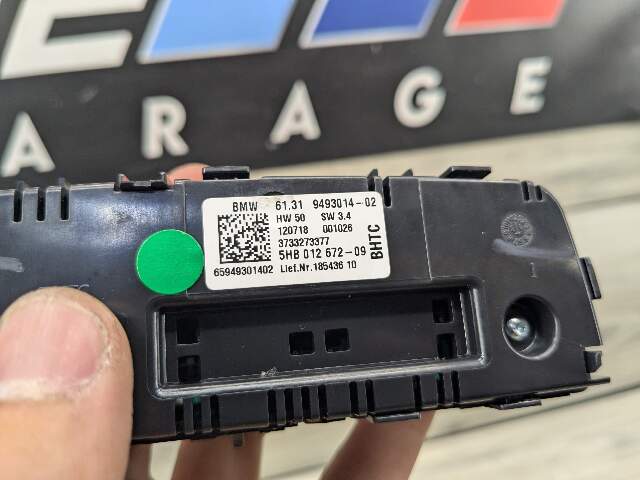 E
ARAGE
BMW 61.31 9493014-02
HW 50 SW 3.4
120718 001026
3733273377
5HB 012 672-09
65949301402 Lief.Nr.185436 10
BHTC
1